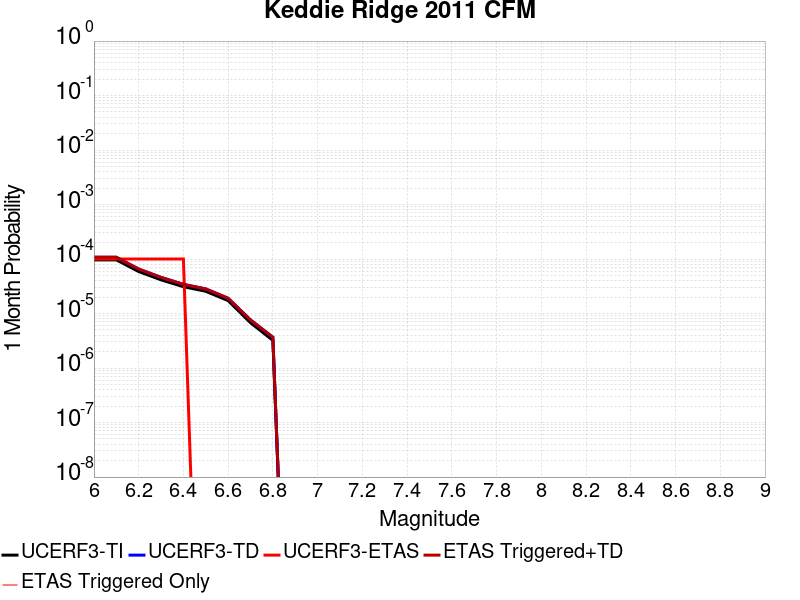 Keddie Ridge 2011 CFM
10^0
10^-1
10^-2
10^-3
10^-4
10^-5
10^-6
10^-7
10^-8
1 Month Probability
6 6.2 6.4 6.6 6.8 7 7.2 7.4 7.6 7.8 8 8.2 8.4 8.6 8.8 9
Magnitude
UCERF3-TI UCERF3-TD UCERF3-ETAS ETAS Triggered+TD
ETAS Triggered Only